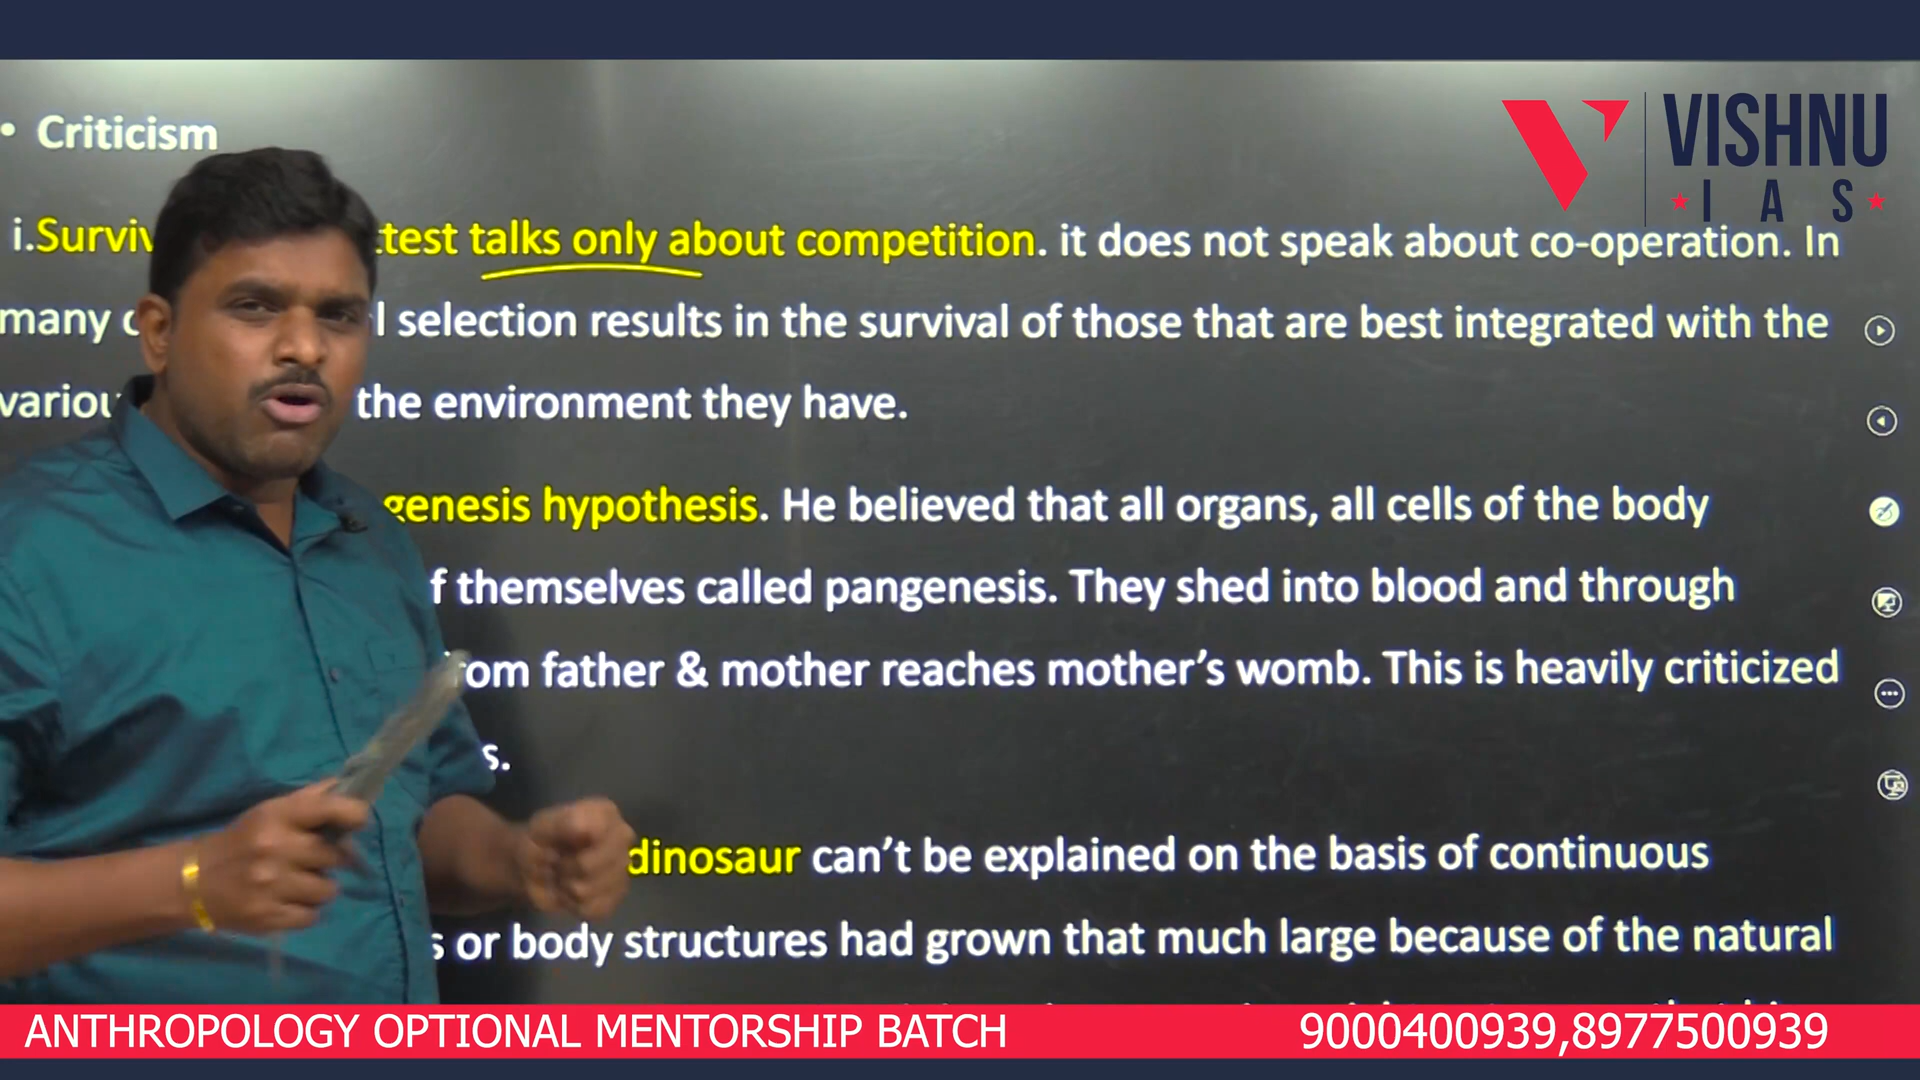 • Criticism
VISHNU
IAS
i.Surviv test talks only about competition. it does not speak about co-operation. In
many selection results in the survival of those that are best integrated with the
variou the environment they have.
genesis hypothesis. He believed that all organs, all cells of the body
f themselves called pangenesis. They shed into blood and through
om father & mother reaches mother’s womb. This is heavily criticized
s.
dinosaur can’t be explained on the basis of continuous
s or body structures had grown that much large because of the natural
ANTHROPOLOGY OPTIONAL MENTORSHIP BATCH 9000400939,8977500939